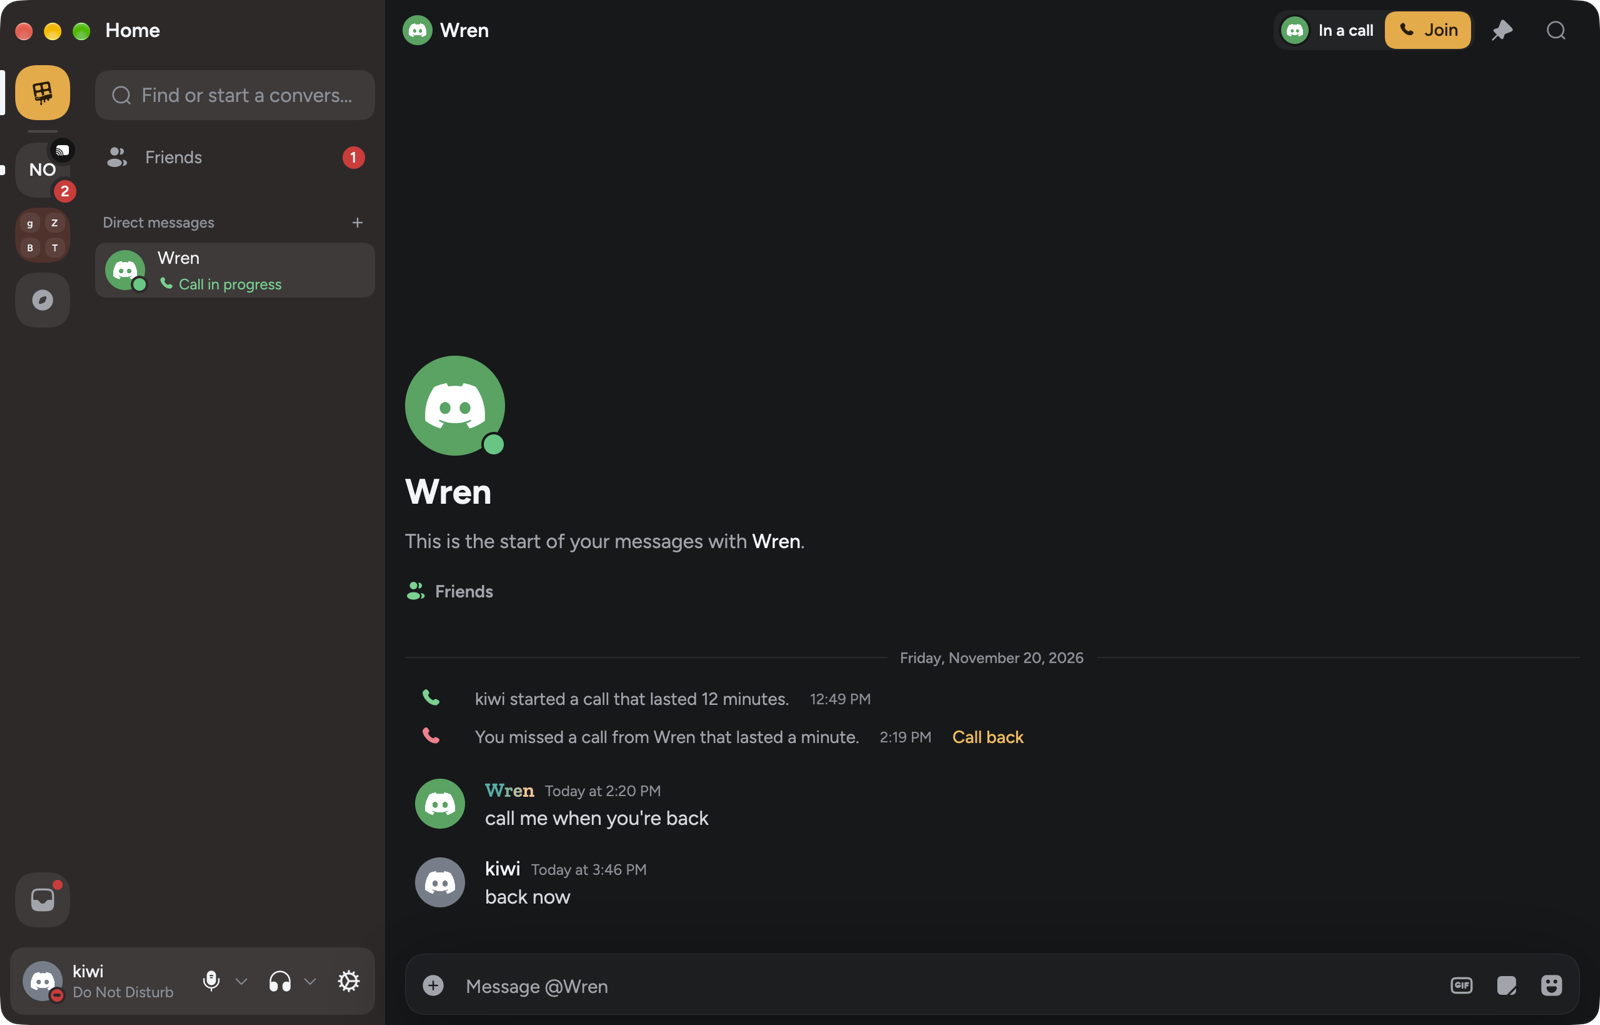 Home
Wren
In a call
Join
Find or start a convers...
NO
2
g Z
B T
Friends
1
Direct messages
Wren
Call in progress
Wren
This is the start of your messages with Wren.
Friends
Friday, November 20, 2026
kiwi started a call that lasted 12 minutes. 12:49 PM
You missed a call from Wren that lasted a minute. 2:19 PM Call back
Wren Today at 2:20 PM
call me when you're back
kiwi Today at 3:46 PM
back now
kiwi
Do Not Disturb
Message @Wren
GIF